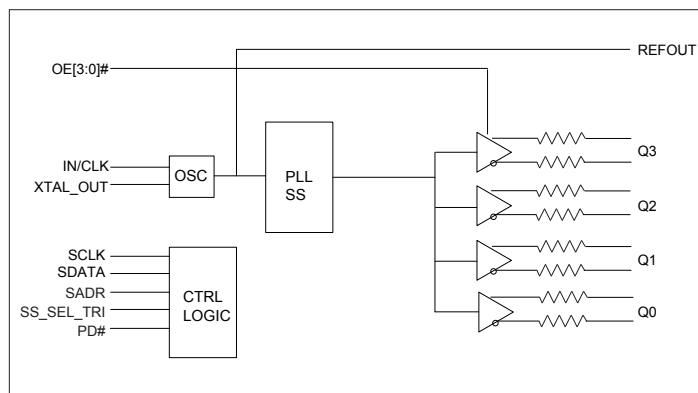 REFOUT
OE[3:0]#
Q3
IN/CLK
OSC
PLL
SS
XTAL_OUT
Q2
SCLK
SDATA
SADR
SS_SEL_TRI
PD#
CTRL
LOGIC
Q1
Q0